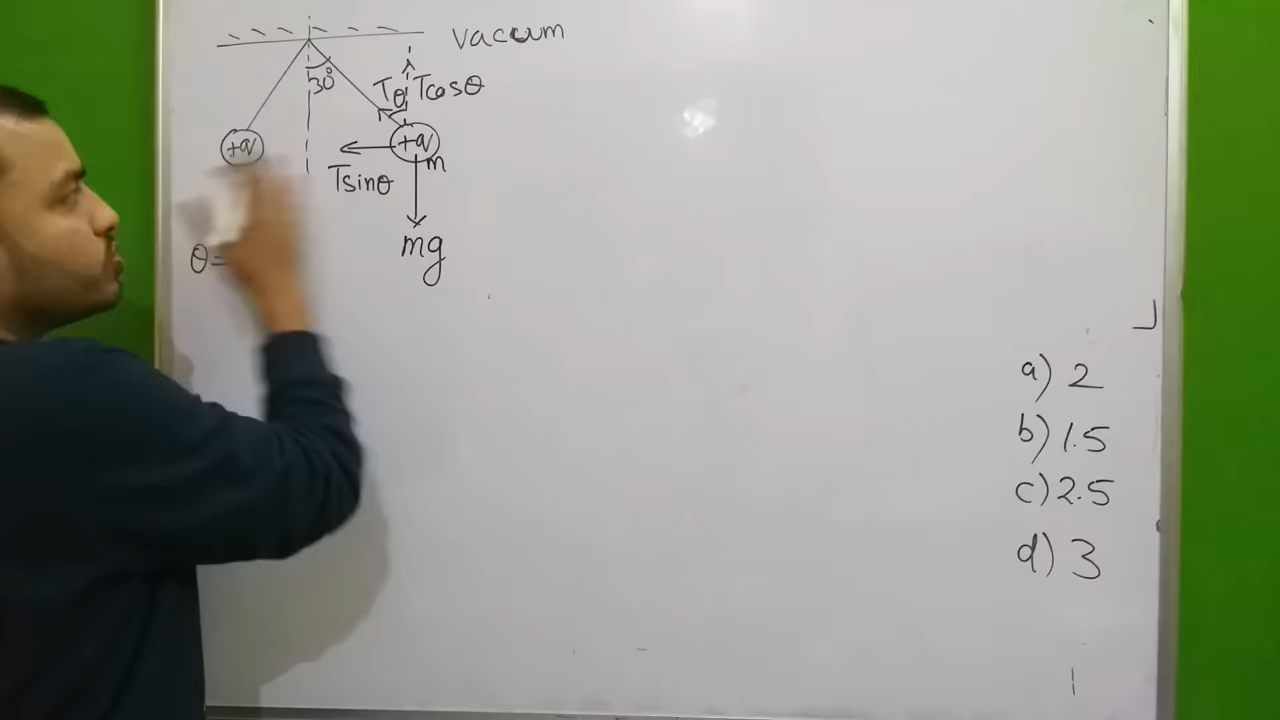 vacuum
30°
T
θ
Tcosθ
+q
+q
m
Tsinθ
θ=
mg
a) 2
b) 1.5
c) 2.5
d) 3